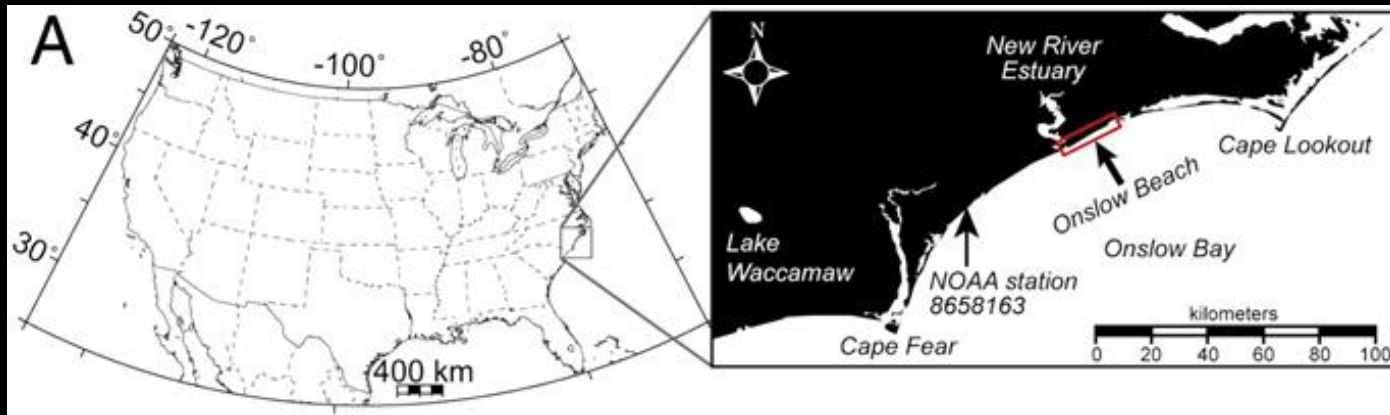 A
50°
-120°
-100°
-80°
40°
30°
400 km
N
New River
Estuary
Cape Lookout
Onslow Beach
Lake
Waccamaw
Onslow Bay
NOAA station
8658163
Cape Fear
kilometers
0 20 40 60 80 100